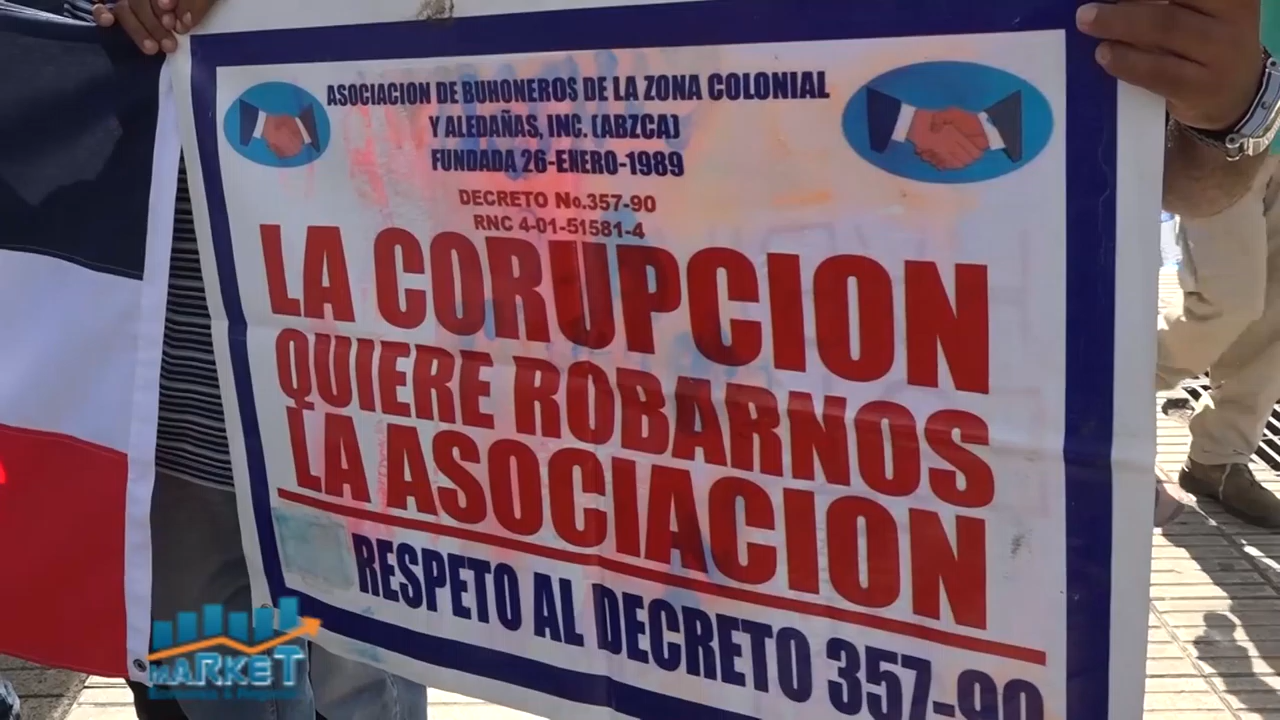 ASOCIACION DE BUHONEROS DE LA ZONA COLONIAL
Y ALEDAÑAS, INC. (ABZCA)
FUNDADA 26-ENERO-1989
DECRETO No.357-90
RNC 4-01-51581-4
LA CORUPCION
QUIERE ROBARNOS
LA ASOCIACION
RESPETO AL DECRETO 357-90
MARKET